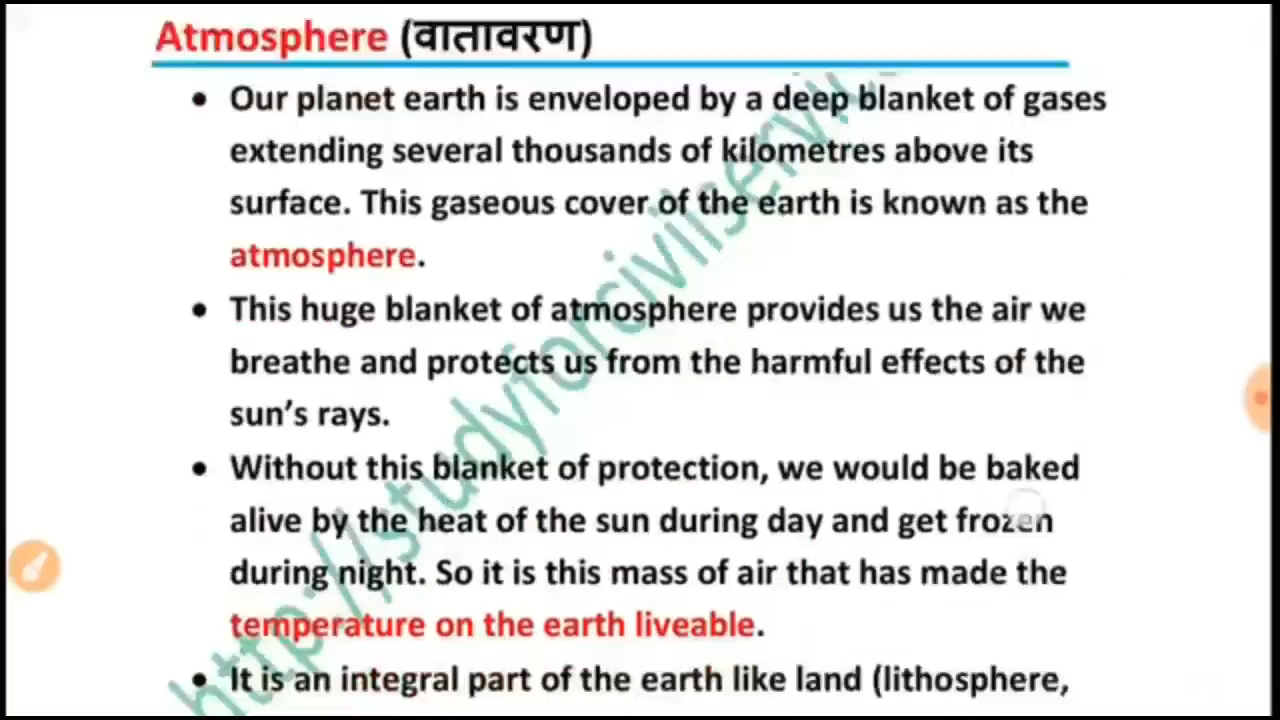 Atmosphere (वातावरण)
• Our planet earth is enveloped by a deep blanket of gases
extending several thousands of kilometres above its
surface. This gaseous cover of the earth is known as the
atmosphere.
• This huge blanket of atmosphere provides us the air we
breathe and protects us from the harmful effects of the
sun’s rays.
• Without this blanket of protection, we would be baked
alive by the heat of the sun during day and get frozen
during night. So it is this mass of air that has made the
temperature on the earth liveable.
• It is an integral part of the earth like land (lithosphere,